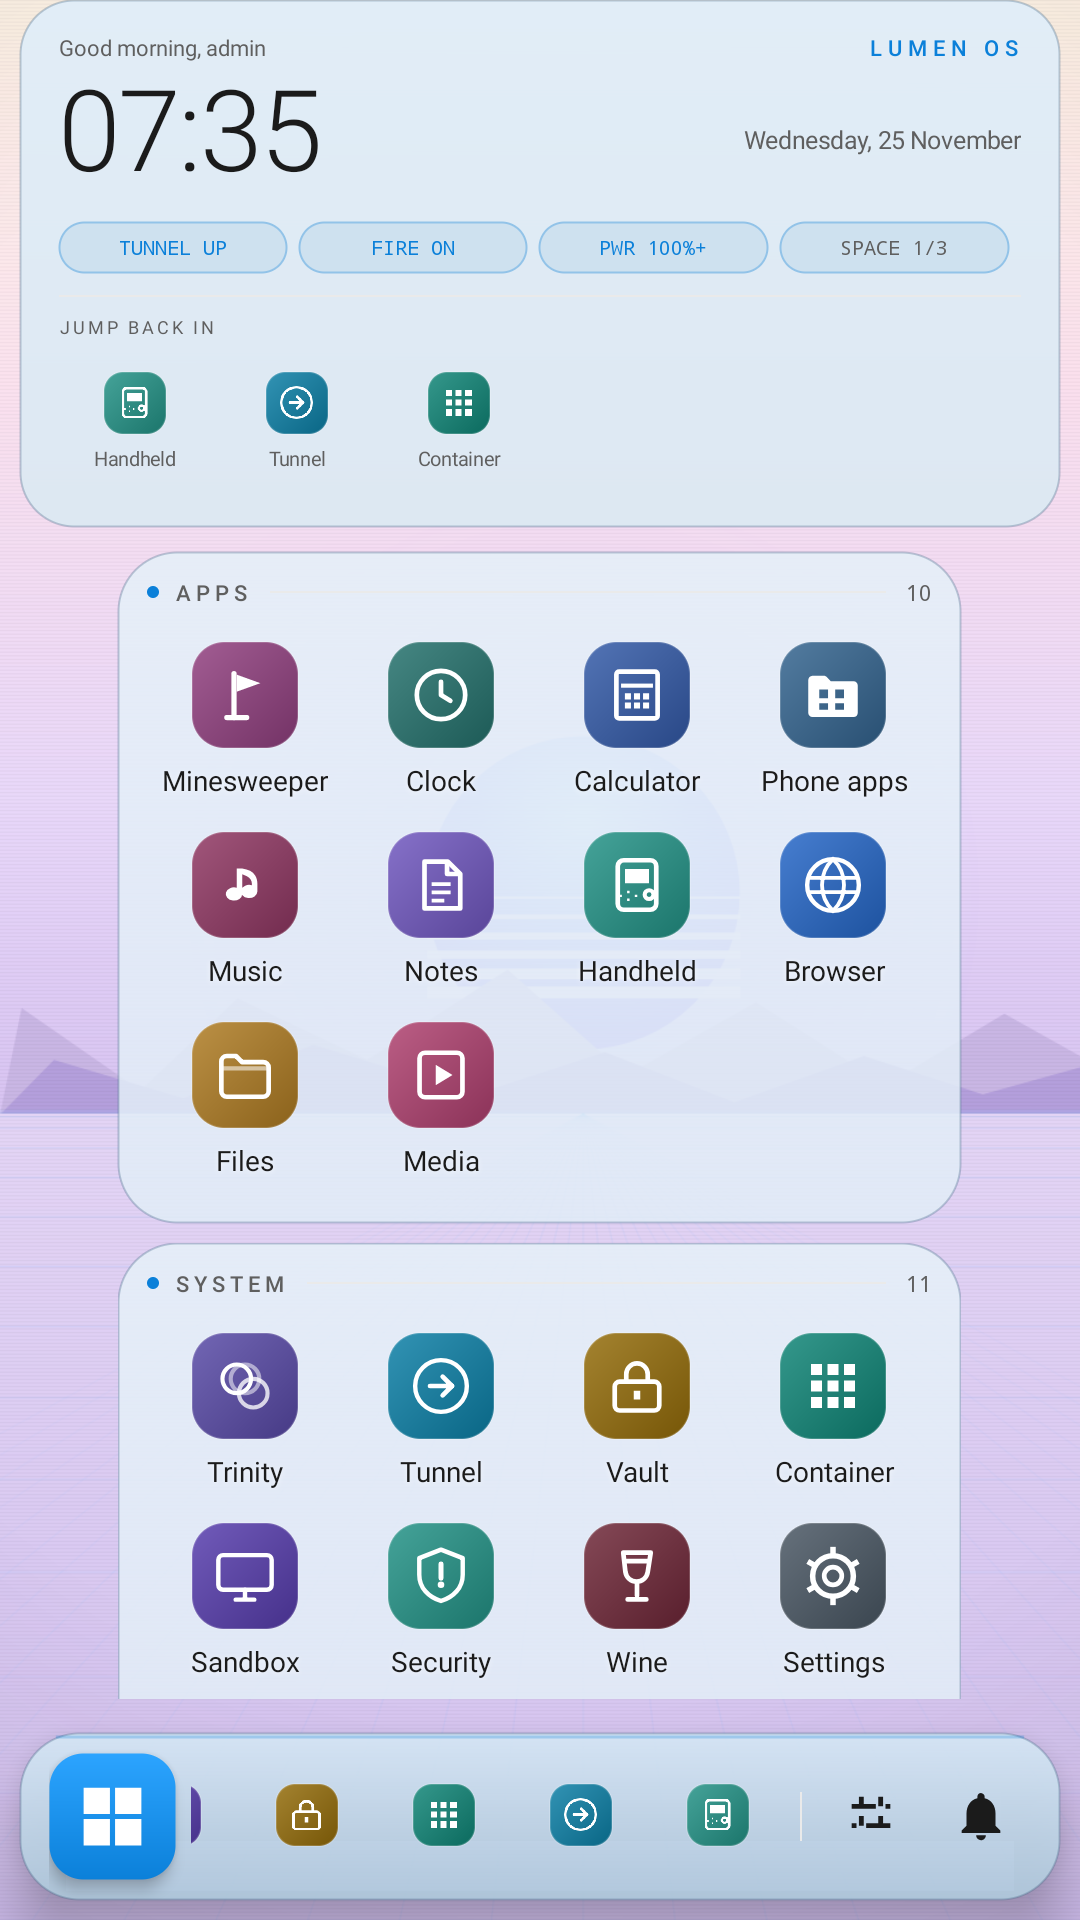 Good morning, admin
LUMEN OS
07:35
Wednesday, 25 November
TUNNEL UP
FIRE ON
PWR 100%+
SPACE 1/3
JUMP BACK IN
Handheld
Tunnel
Container
APPS
10
Minesweeper
Clock
Calculator
Phone apps
Music
Notes
Handheld
Browser
Files
Media
SYSTEM
11
Trinity
Tunnel
Vault
Container
Sandbox
Security
Wine
Settings